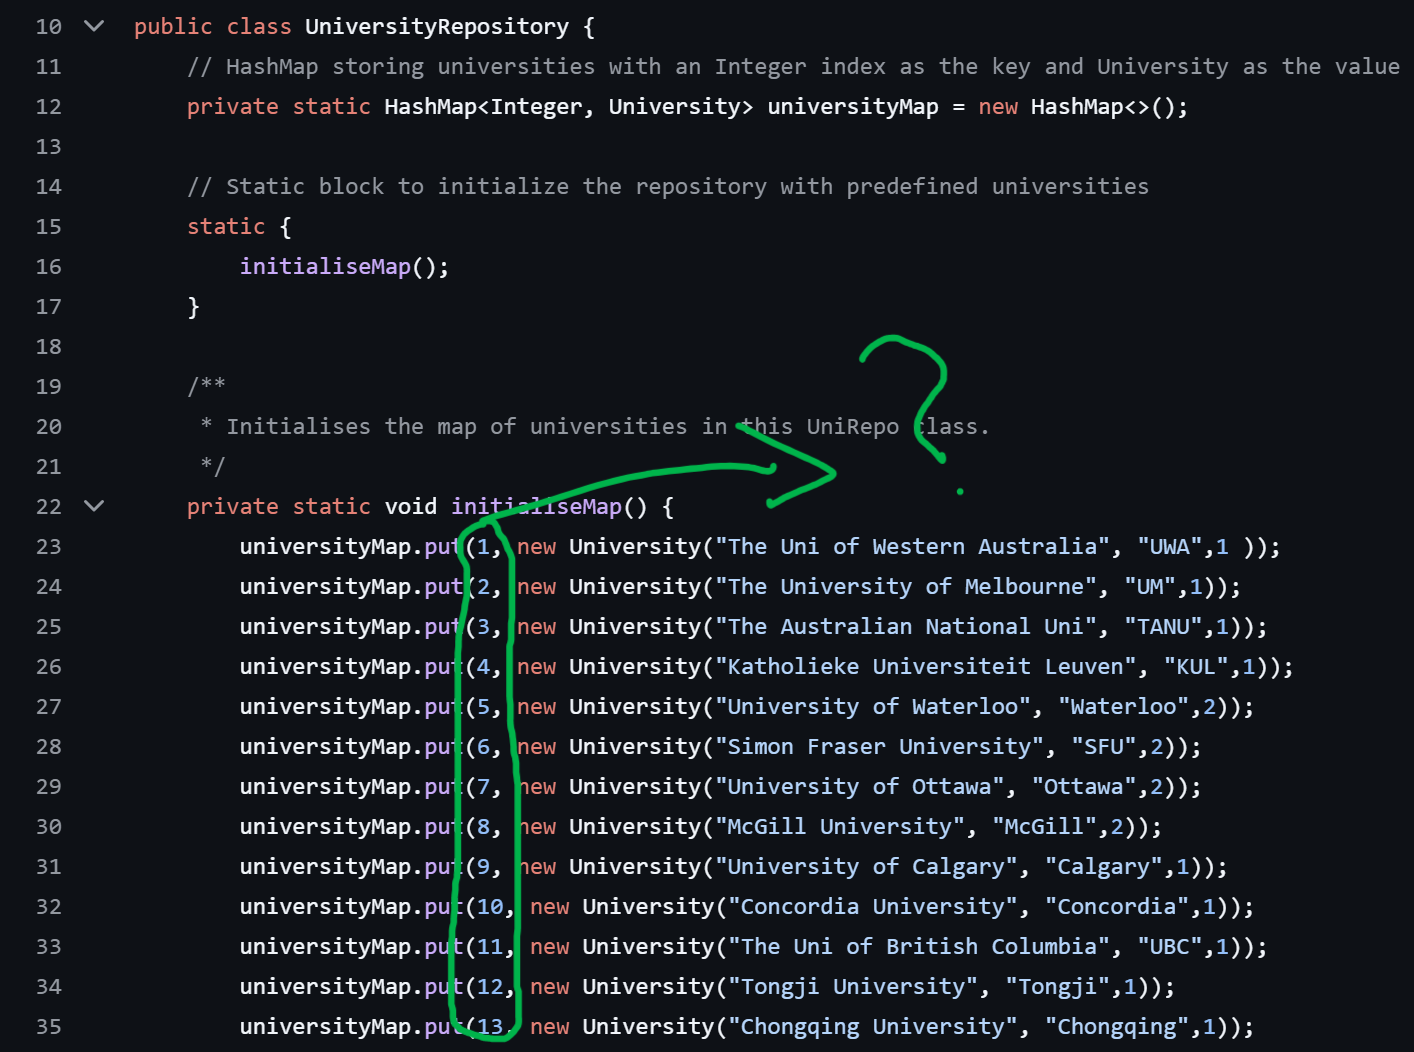 10 public class UniversityRepository {
11 // HashMap storing universities with an Integer index as the key and University as the value
12 private static HashMap<Integer, University> universityMap = new HashMap<>();
13
14 // Static block to initialize the repository with predefined universities
15 static {
16 initialiseMap();
17 }
18
19 /**
20 * Initialises the map of universities in this UniRepo class.
21 */
22 private static void initialiseMap() {
23 universityMap.put(1, new University("The Uni of Western Australia", "UWA",1 ));
24 universityMap.put(2, new University("The University of Melbourne", "UM",1));
25 universityMap.put(3, new University("The Australian National Uni", "TANU",1));
26 universityMap.put(4, new University("Katholieke Universiteit Leuven", "KUL",1));
27 universityMap.put(5, new University("University of Waterloo", "Waterloo",2));
28 universityMap.put(6, new University("Simon Fraser University", "SFU",2));
29 universityMap.put(7, new University("University of Ottawa", "Ottawa",2));
30 universityMap.put(8, new University("McGill University", "McGill",2));
31 universityMap.put(9, new University("University of Calgary", "Calgary",1));
32 universityMap.put(10, new University("Concordia University", "Concordia",1));
33 universityMap.put(11, new University("The Uni of British Columbia", "UBC",1));
34 universityMap.put(12, new University("Tongji University", "Tongji",1));
35 universityMap.put(13, new University("Chongqing University", "Chongqing",1));
?